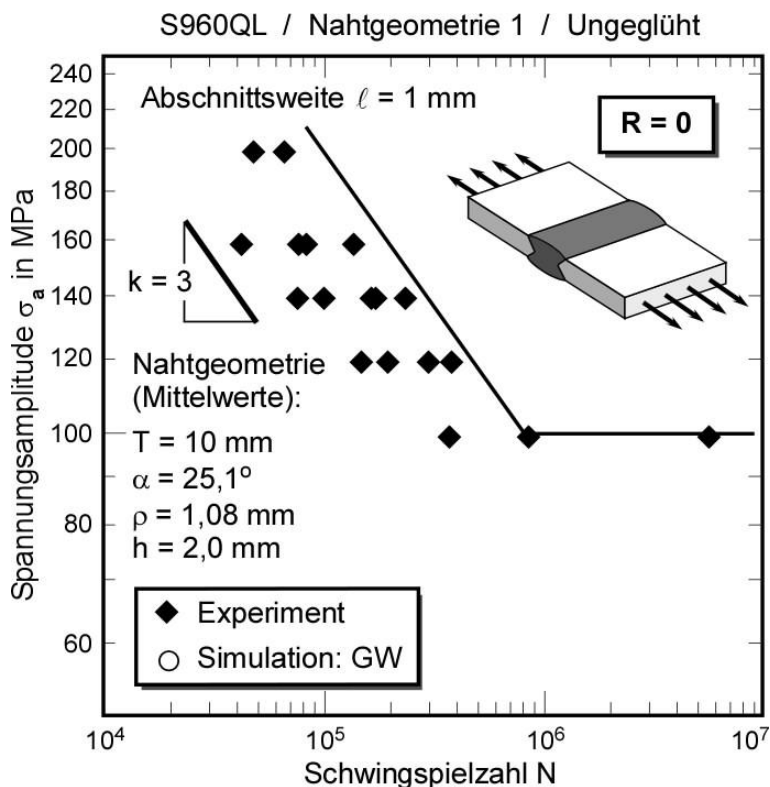 S960QL / Nahtgeometrie 1 / Ungeglüht
240
220
200
180
160
140
120
100
80
60
Spannungsamplitude σa in MPa
Abschnittsweite ℓ = 1 mm
R = 0
k = 3
Nahtgeometrie
(Mittelwerte):
T = 10 mm
α = 25,1º
ρ = 1,08 mm
h = 2,0 mm
Experiment
Simulation: GW
10⁴
10⁵
10⁶
10⁷
Schwingspielzahl N